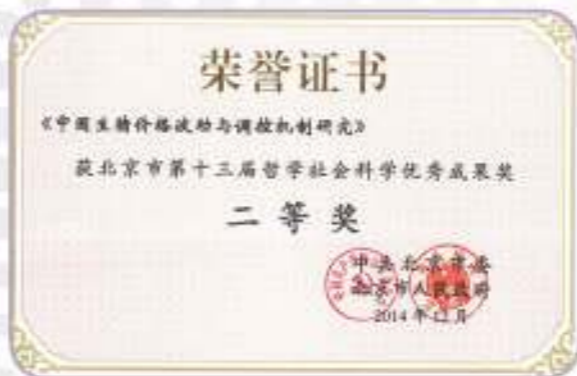 荣誉证书
《中国生猪价格波动与调控机制研究》
获北京市第十三届哲学社会科学优秀成果奖
二等奖
中共北京市委
北京市人民政府
2014年12月